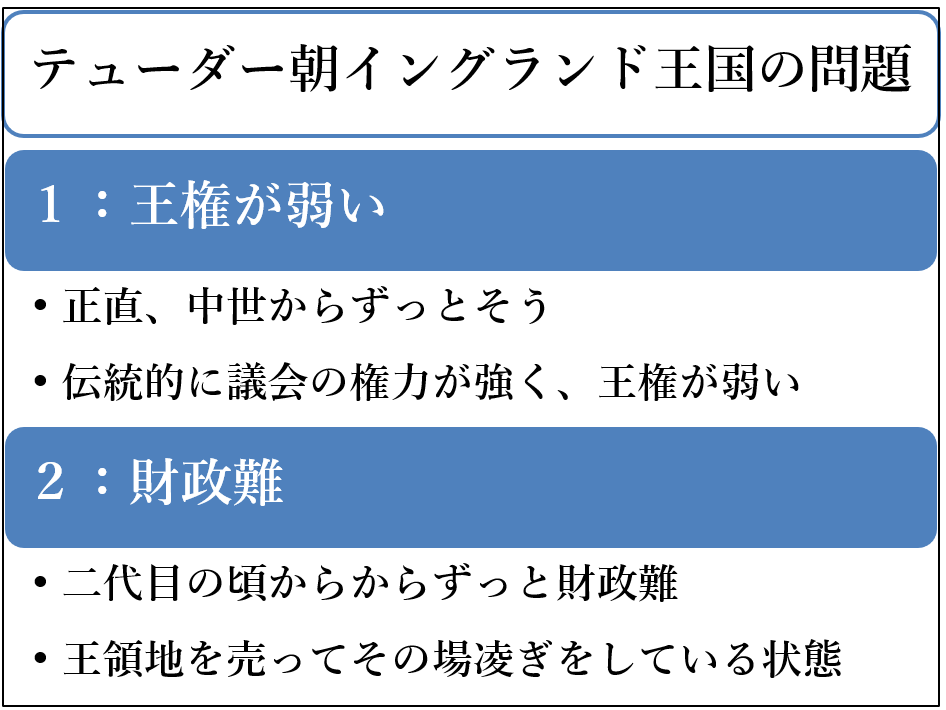 テューダー朝イングランド王国の問題
１：王権が弱い
・正直、中世からずっとそう
・伝統的に議会の権力が強く、王権が弱い
２：財政難
・二代目の頃からからずっと財政難
・王領地を売ってその場凌ぎをしている状態